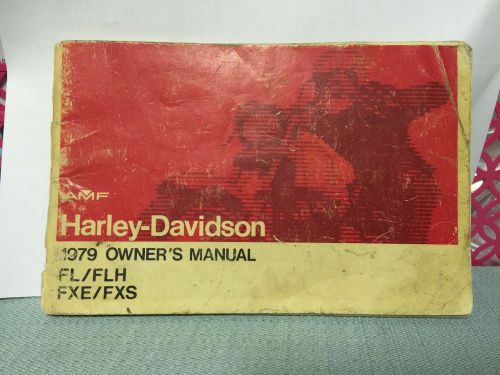 AMF
Harley-Davidson
1979 OWNER'S MANUAL
FL/FLH
FXE/FXS